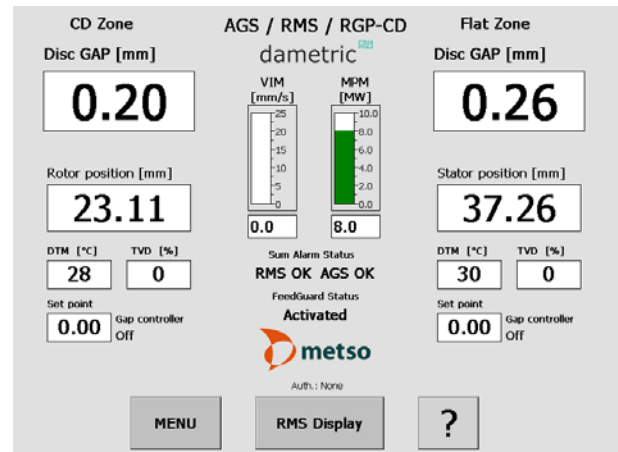 CD Zone
AGS / RMS / RGP-CD
Flat Zone
Disc GAP [mm]
dametric
Disc GAP [mm]
0.20
0.26
VIM
[mm/s]
MPM
[MW]
25
20
15
10
5
0
10.0
8.0
6.0
4.0
2.0
0.0
0.0
8.0
Rotor position [mm]
23.11
Stator position [mm]
37.26
DTM [°C]
TVD [%]
28
0
Sum Alarm Status
RMS OK AGS OK
DTM [°C]
TVD [%]
30
0
FeedGuard Status
Activated
Set point
0.00
Gap controller
Off
Set point
0.00
Gap controller
Off
metso
Auth.: None
MENU
RMS Display
?